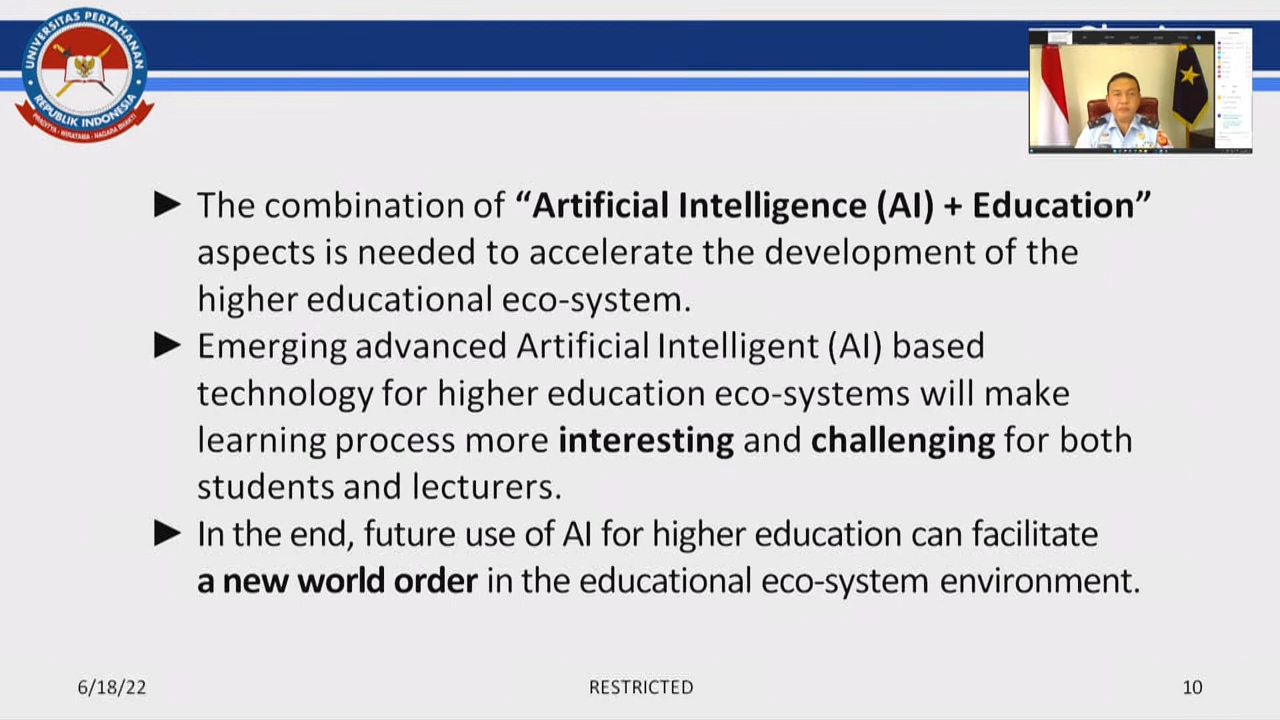 UNIVERSITAS PERTAHANAN
REPUBLIK INDONESIA
► The combination of “Artificial Intelligence (AI) + Education”
aspects is needed to accelerate the development of the
higher educational eco-system.
► Emerging advanced Artificial Intelligent (AI) based
technology for higher education eco-systems will make
learning process more interesting and challenging for both
students and lecturers.
► In the end, future use of AI for higher education can facilitate
a new world order in the educational eco-system environment.
6/18/22
RESTRICTED
10